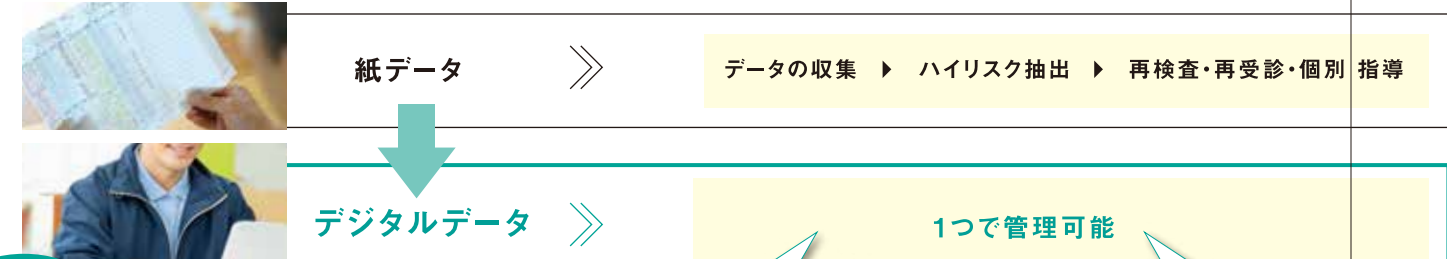 紙データ
データの収集 ▶ ハイリスク抽出 ▶ 再検査・再受診・個別指導
デジタルデータ
1つで管理可能